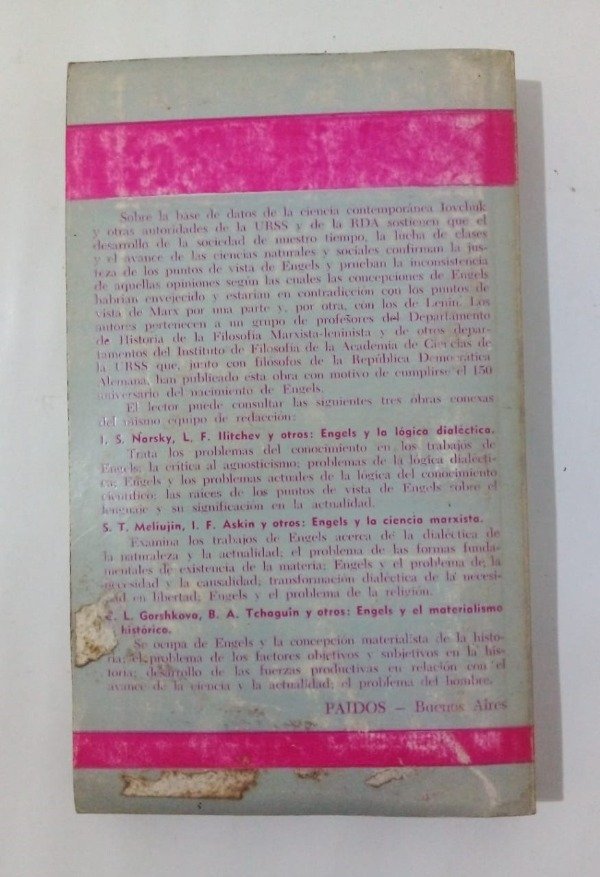 Sobre la base de datos de la ciencia contemporánea Iovchuk
y otras autoridades de la URSS y de la RDA sostienen que el
desarrollo de la sociedad de nuestro tiempo, la lucha de clases
y el avance de las ciencias naturales y sociales confirman la jus-
teza de los puntos de vista de Engels y prueban la inconsistencia
de aquellas opiniones según las cuales las concepciones de Engels
habrían envejecido y estarían en contradicción con los puntos de
vista de Marx por una parte y, por otra, con los de Lenin. Los
autores pertenecen a un grupo de profesores del Departamento
de Historia de la Filosofía Marxista-leninista y de otros depar-
tamentos del Instituto de Filosofía de la Academia de Ciencias de
la URSS que, junto con filósofos de la República Democrática
Alemana, han publicado esta obra con motivo de cumplirse el 150
aniversario del nacimiento de Engels.
El lector puede consultar las siguientes tres obras conexas
del mismo equipo de redacción:
I. S. Narsky, L. F. Ilitchev y otros: Engels y la lógica dialéctica.
Trata los problemas del conocimiento en los trabajos de
Engels; la crítica al agnosticismo; problemas de la lógica dialécti-
ca; Engels y los problemas actuales de la lógica del conocimiento
científico; las raíces de los puntos de vista de Engels sobre el
lenguaje y su significación en la actualidad.
S. T. Meliujin, I. F. Askin y otros: Engels y la ciencia marxista.
Examina los trabajos de Engels acerca de la dialéctica de
la naturaleza y la actualidad; el problema de las formas funda-
mentales de existencia de la materia; Engels y el problema de la
necesidad y la causalidad; transformación dialéctica de la necesi-
dad en libertad; Engels y el problema de la religión.
L. Gorshkova, B. A. Tchaguin y otros: Engels y el materialismo
histórico.
Se ocupa de Engels y la concepción materialista de la histo-
ria; el problema de los factores objetivos y subjetivos en la his-
toria; desarrollo de las fuerzas productivas en relación con el
avance de la ciencia y la actualidad; el problema del hombre.
PAIDOS – Buenos Aires